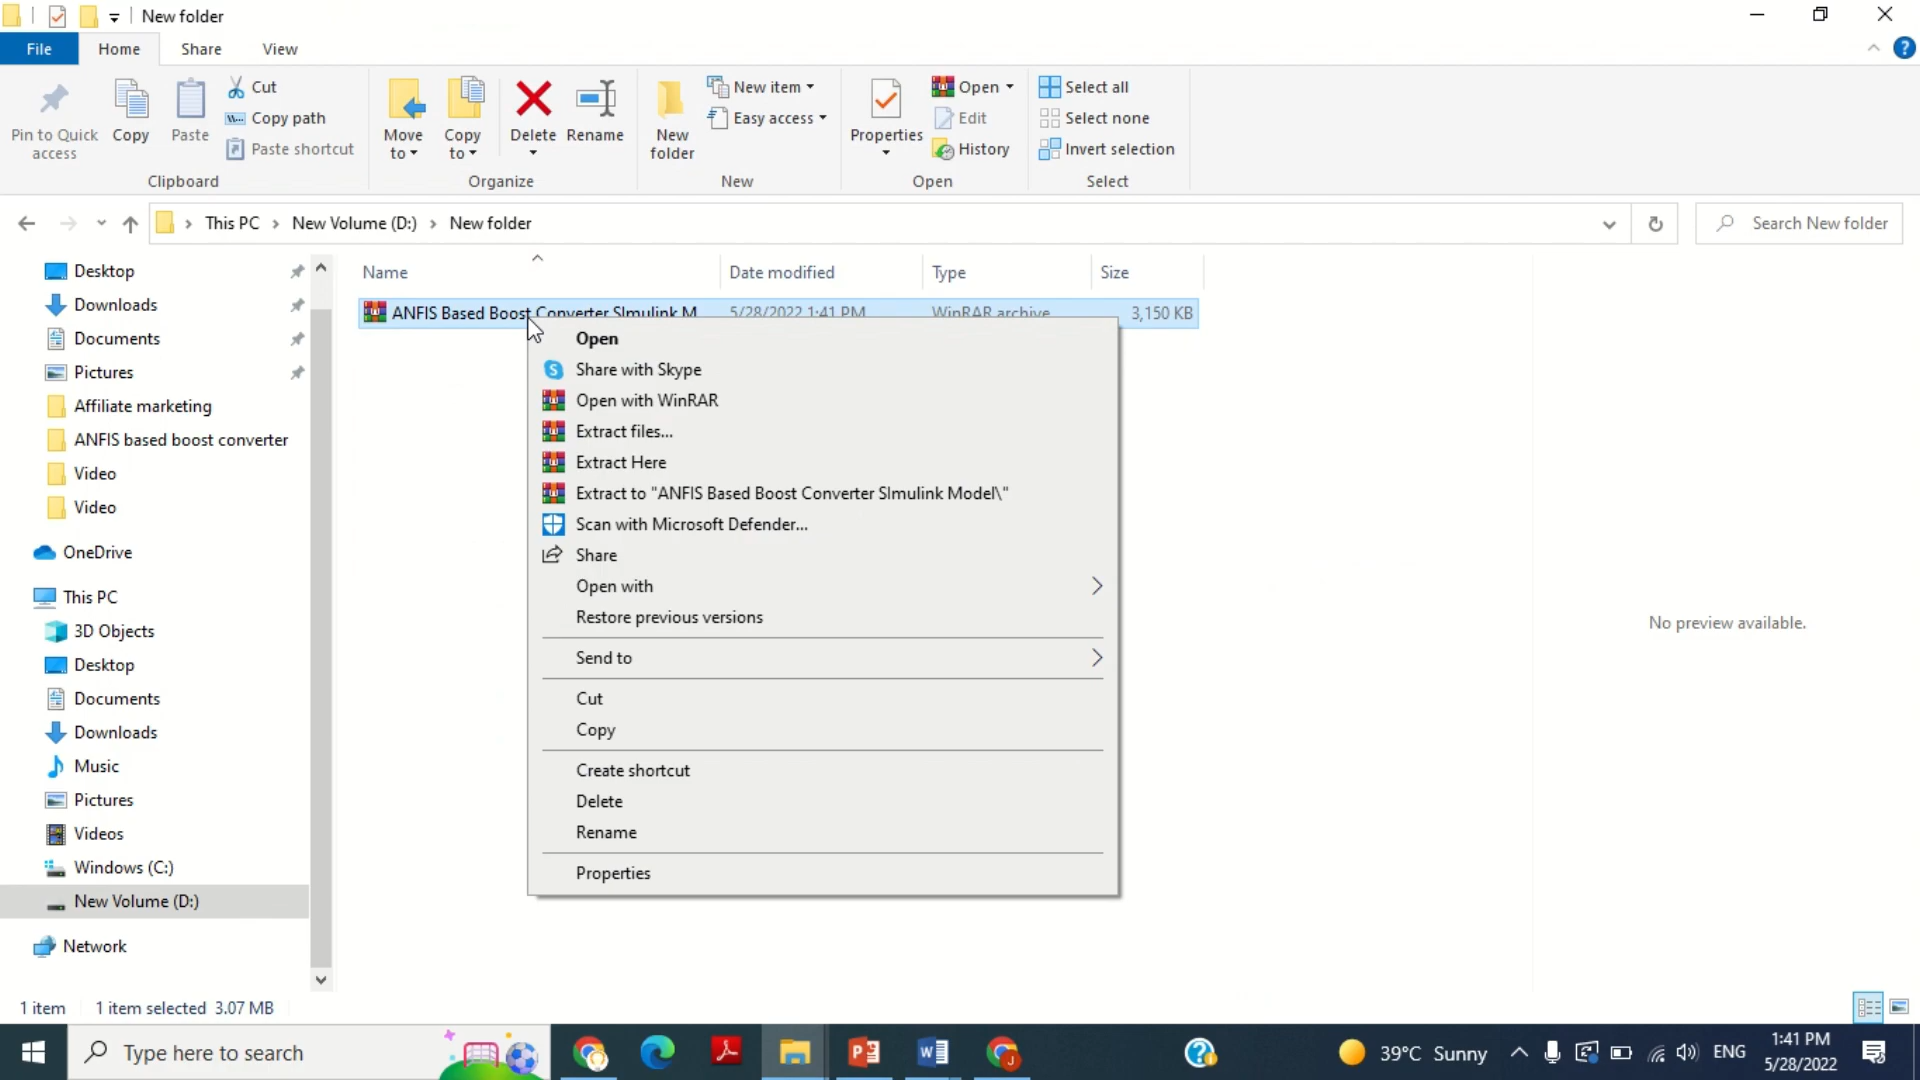 New folder
File Home Share View
Pin to Quick access
Copy
Paste
Cut
Copy path
Paste shortcut
Clipboard
Move to
Copy to
Delete
Rename
Organize
New folder
New item
Easy access
New
Properties
Open
Edit
History
Open
Select all
Select none
Invert selection
Select
This PC New Volume (D:) New folder
Search New folder
Name Date modified Type Size
ANFIS Based Boost Converter SImulink M... 5/28/2022 1:41 PM WinRAR archive 3,150 KB
Desktop
Downloads
Documents
Pictures
Affiliate marketing
ANFIS based boost converter
Video
Video
OneDrive
This PC
3D Objects
Desktop
Documents
Downloads
Music
Pictures
Videos
Windows (C:)
New Volume (D:)
Network
Open
Share with Skype
Open with WinRAR
Extract files...
Extract Here
Extract to "ANFIS Based Boost Converter SImulink Model\"
Scan with Microsoft Defender...
Share
Open with
Restore previous versions
Send to
Cut
Copy
Create shortcut
Delete
Rename
Properties
No preview available.
1 item 1 item selected 3.07 MB
Type here to search
39°C Sunny
ENG
1:41 PM
5/28/2022